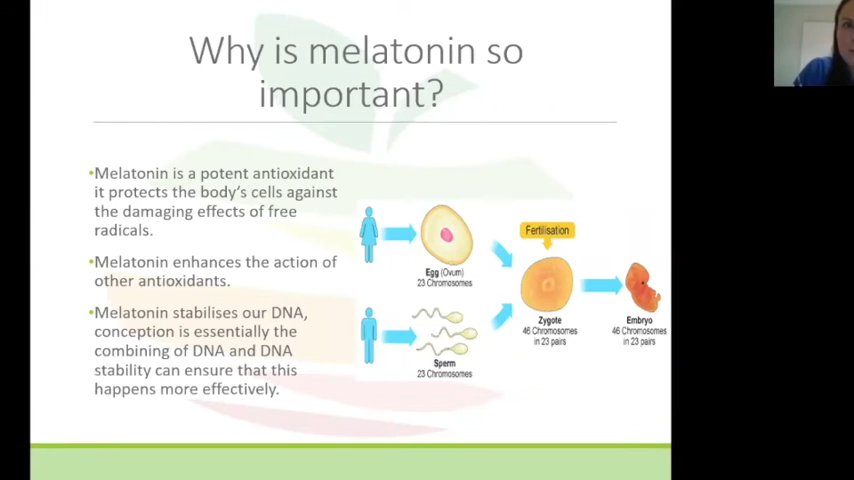 Why is melatonin so
important?
•Melatonin is a potent antioxidant
it protects the body's cells against
the damaging effects of free
radicals.
•Melatonin enhances the action of
other antioxidants.
•Melatonin stabilises our DNA,
conception is essentially the
combining of DNA and DNA
stability can ensure that this
happens more effectively.
Egg (Ovum)
23 Chromosomes
Sperm
23 Chromosomes
Fertilisation
Zygote
46 Chromosomes
in 23 pairs
Embryo
46 Chromosomes
in 23 pairs